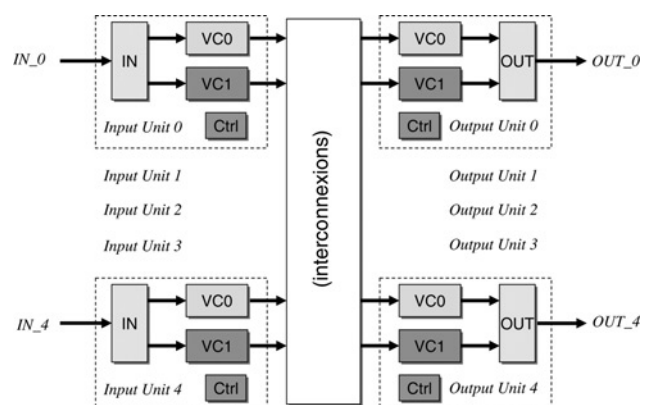 VC0 VC0
IN_0 IN OUT OUT_0
VC1 VC1
Input Unit 0 Ctrl Ctrl Output Unit 0
Input Unit 1 Output Unit 1
Input Unit 2 Output Unit 2
Input Unit 3 Output Unit 3
(interconnexions)
VC0 VC0
IN_4 IN OUT OUT_4
VC1 VC1
Input Unit 4 Ctrl Ctrl Output Unit 4